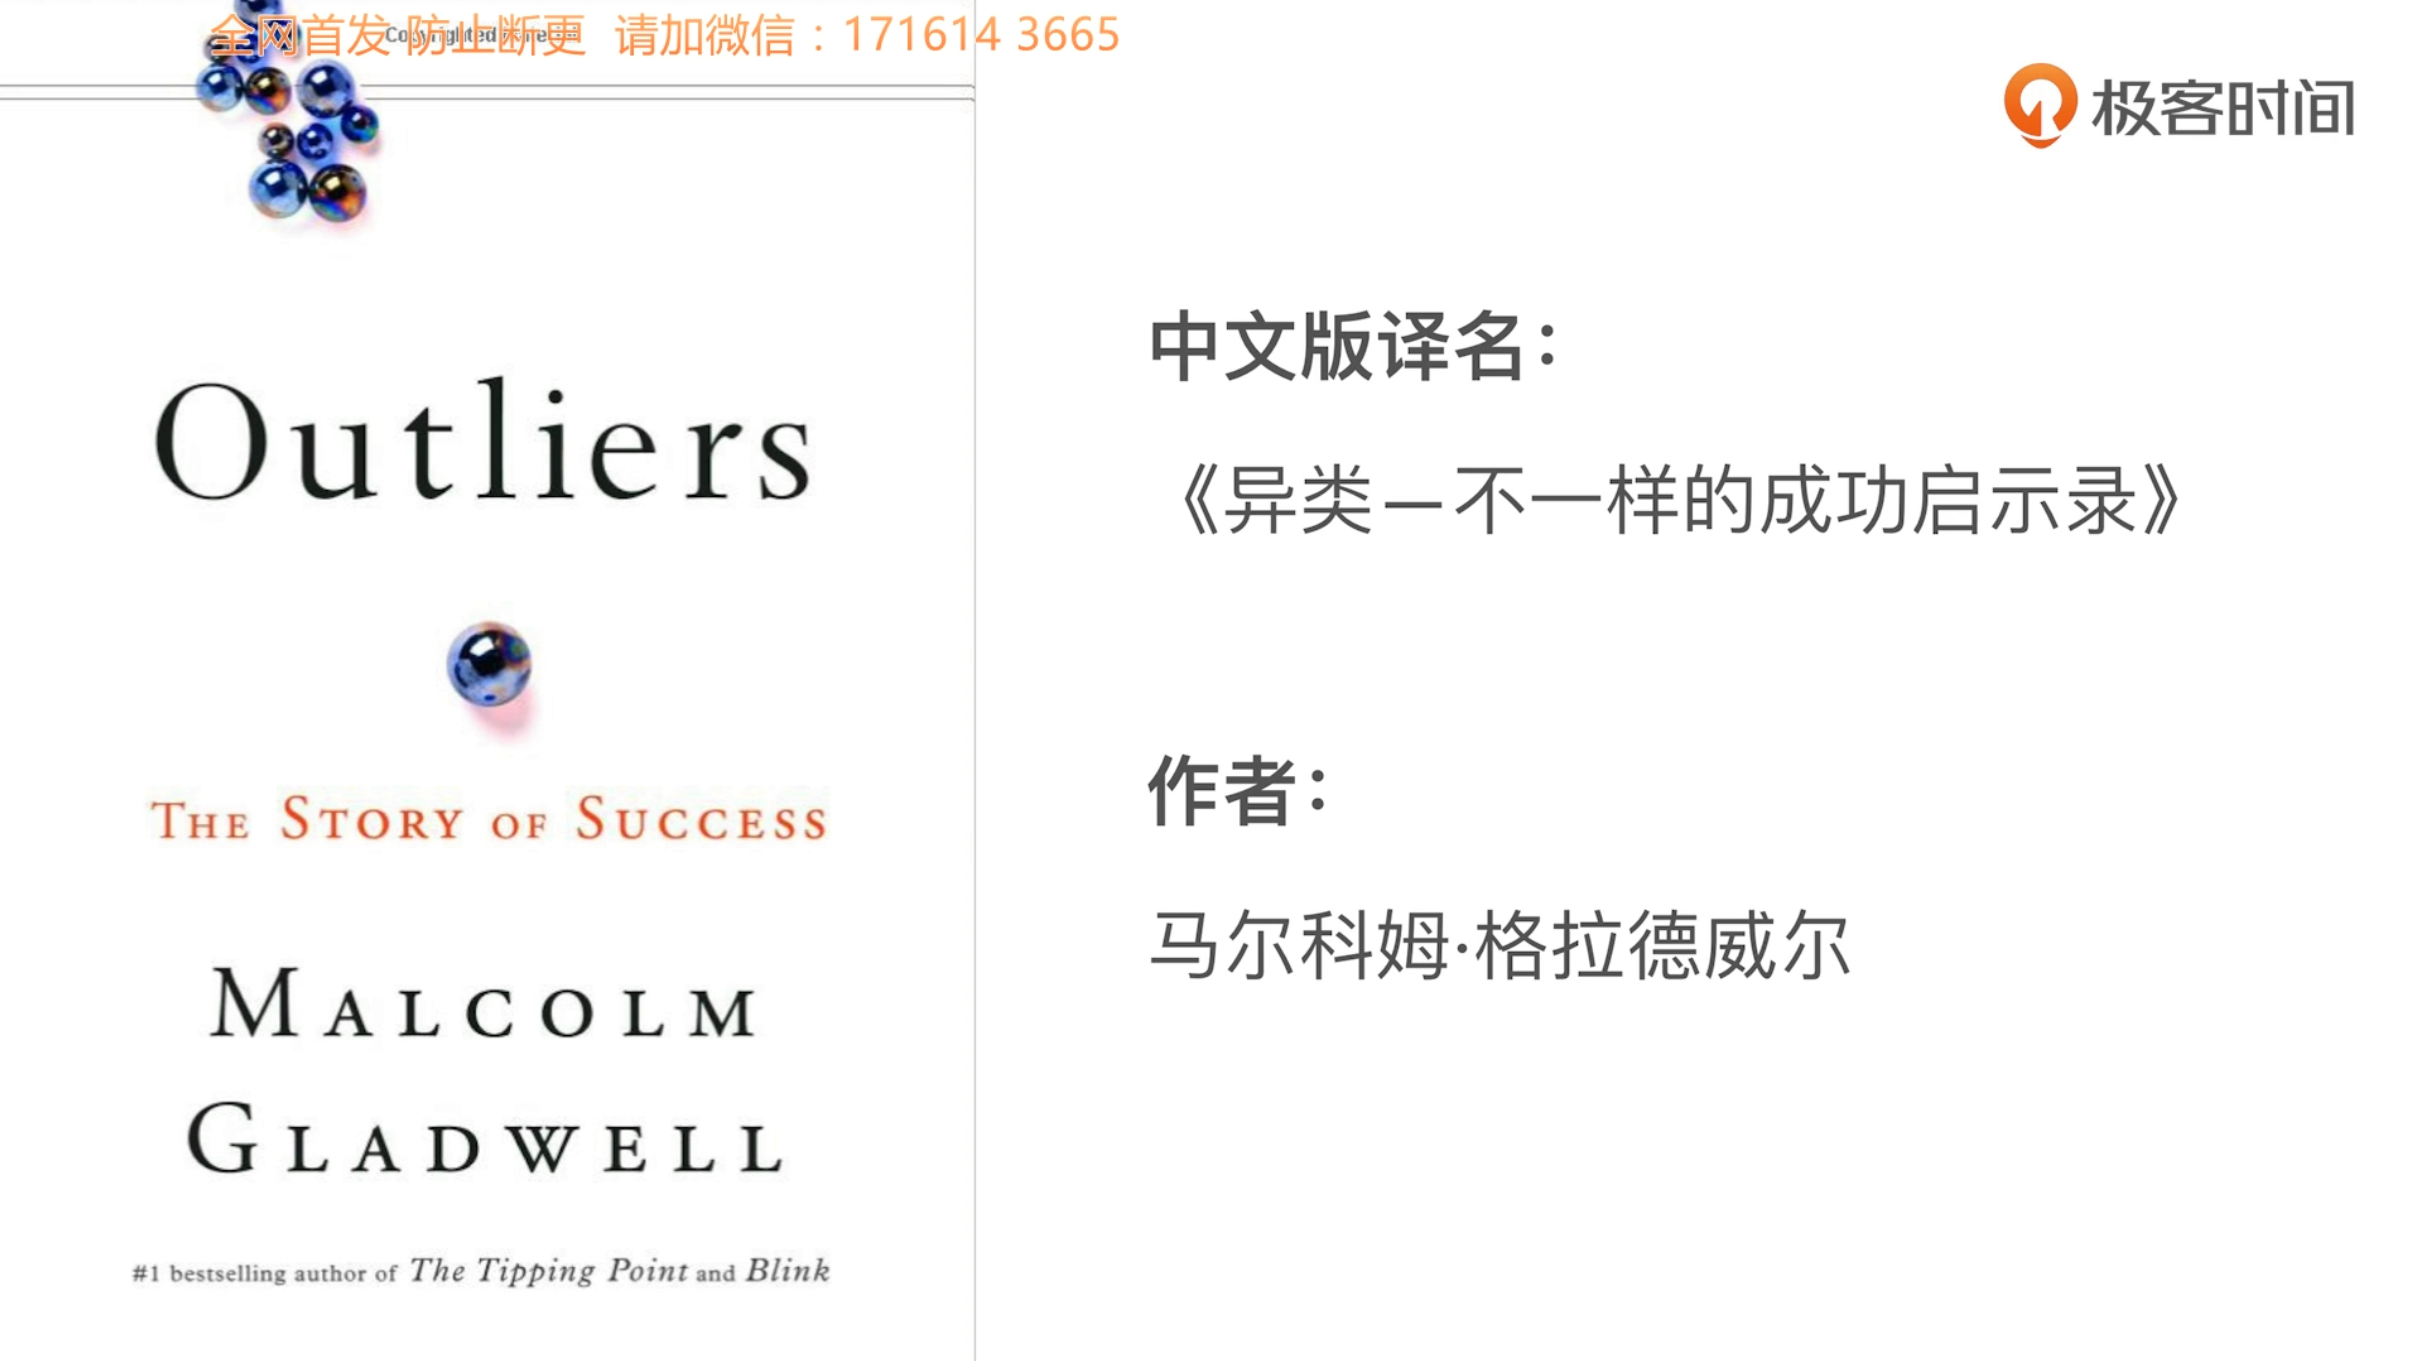 全网首发 防止断更 请加微信：171614 3665
极客时间
Outliers
THE STORY OF SUCCESS
MALCOLM
GLADWELL
#1 bestselling author of The Tipping Point and Blink
中文版译名：
《异类—不一样的成功启示录》
作者：
马尔科姆·格拉德威尔